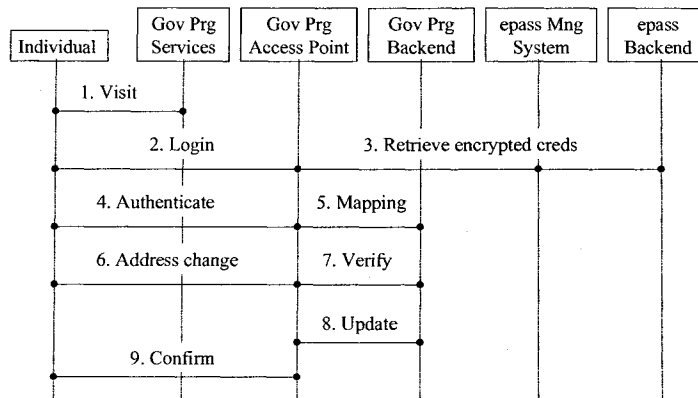 Individual
Gov Prg
Services
Gov Prg
Access Point
Gov Prg
Backend
epass Mng
System
epass
Backend
1. Visit
2. Login
3. Retrieve encrypted creds
4. Authenticate
5. Mapping
6. Address change
7. Verify
8. Update
9. Confirm